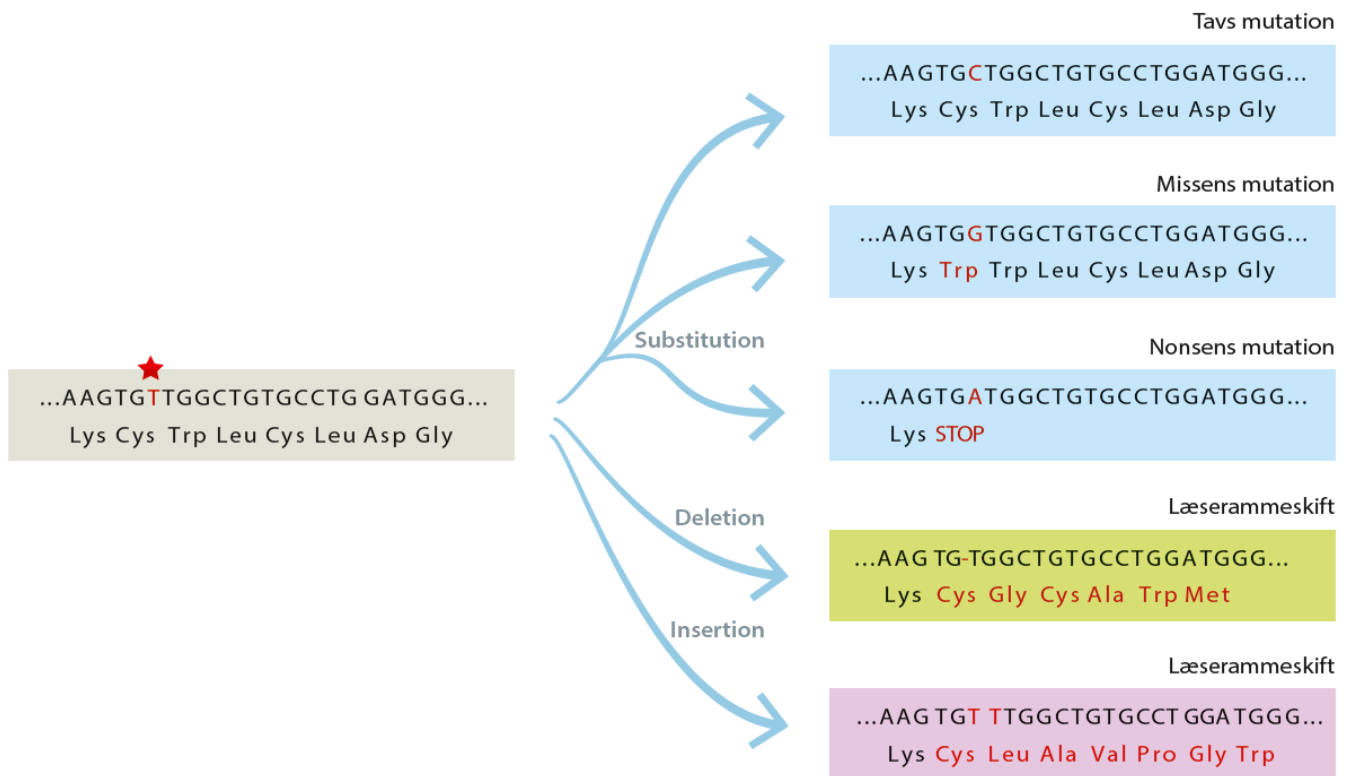 Tavs mutation
...AAGTGCTGGCTGTGCCTGGATGGG...
Lys Cys Trp Leu Cys Leu Asp Gly
Missens mutation
...AAGTGGTGGCTGTGCCTGGATGGG...
Lys Trp Trp Leu Cys Leu Asp Gly
Substitution
Nonsens mutation
...AAGTGTTGGCTGTGCCTG GATGGG...
Lys Cys Trp Leu Cys Leu Asp Gly
...AAGTGATGGCTGTGCCTGGATGGG...
Lys STOP
Deletion
Læserammeskift
...AAG TG-TGGCTGTGCCTGGATGGG...
Lys Cys Gly Cys Ala Trp Met
Insertion
Læserammeskift
...AAG TGT TTGGCTGTGCCT GGATGGG...
Lys Cys Leu Ala Val Pro Gly Trp